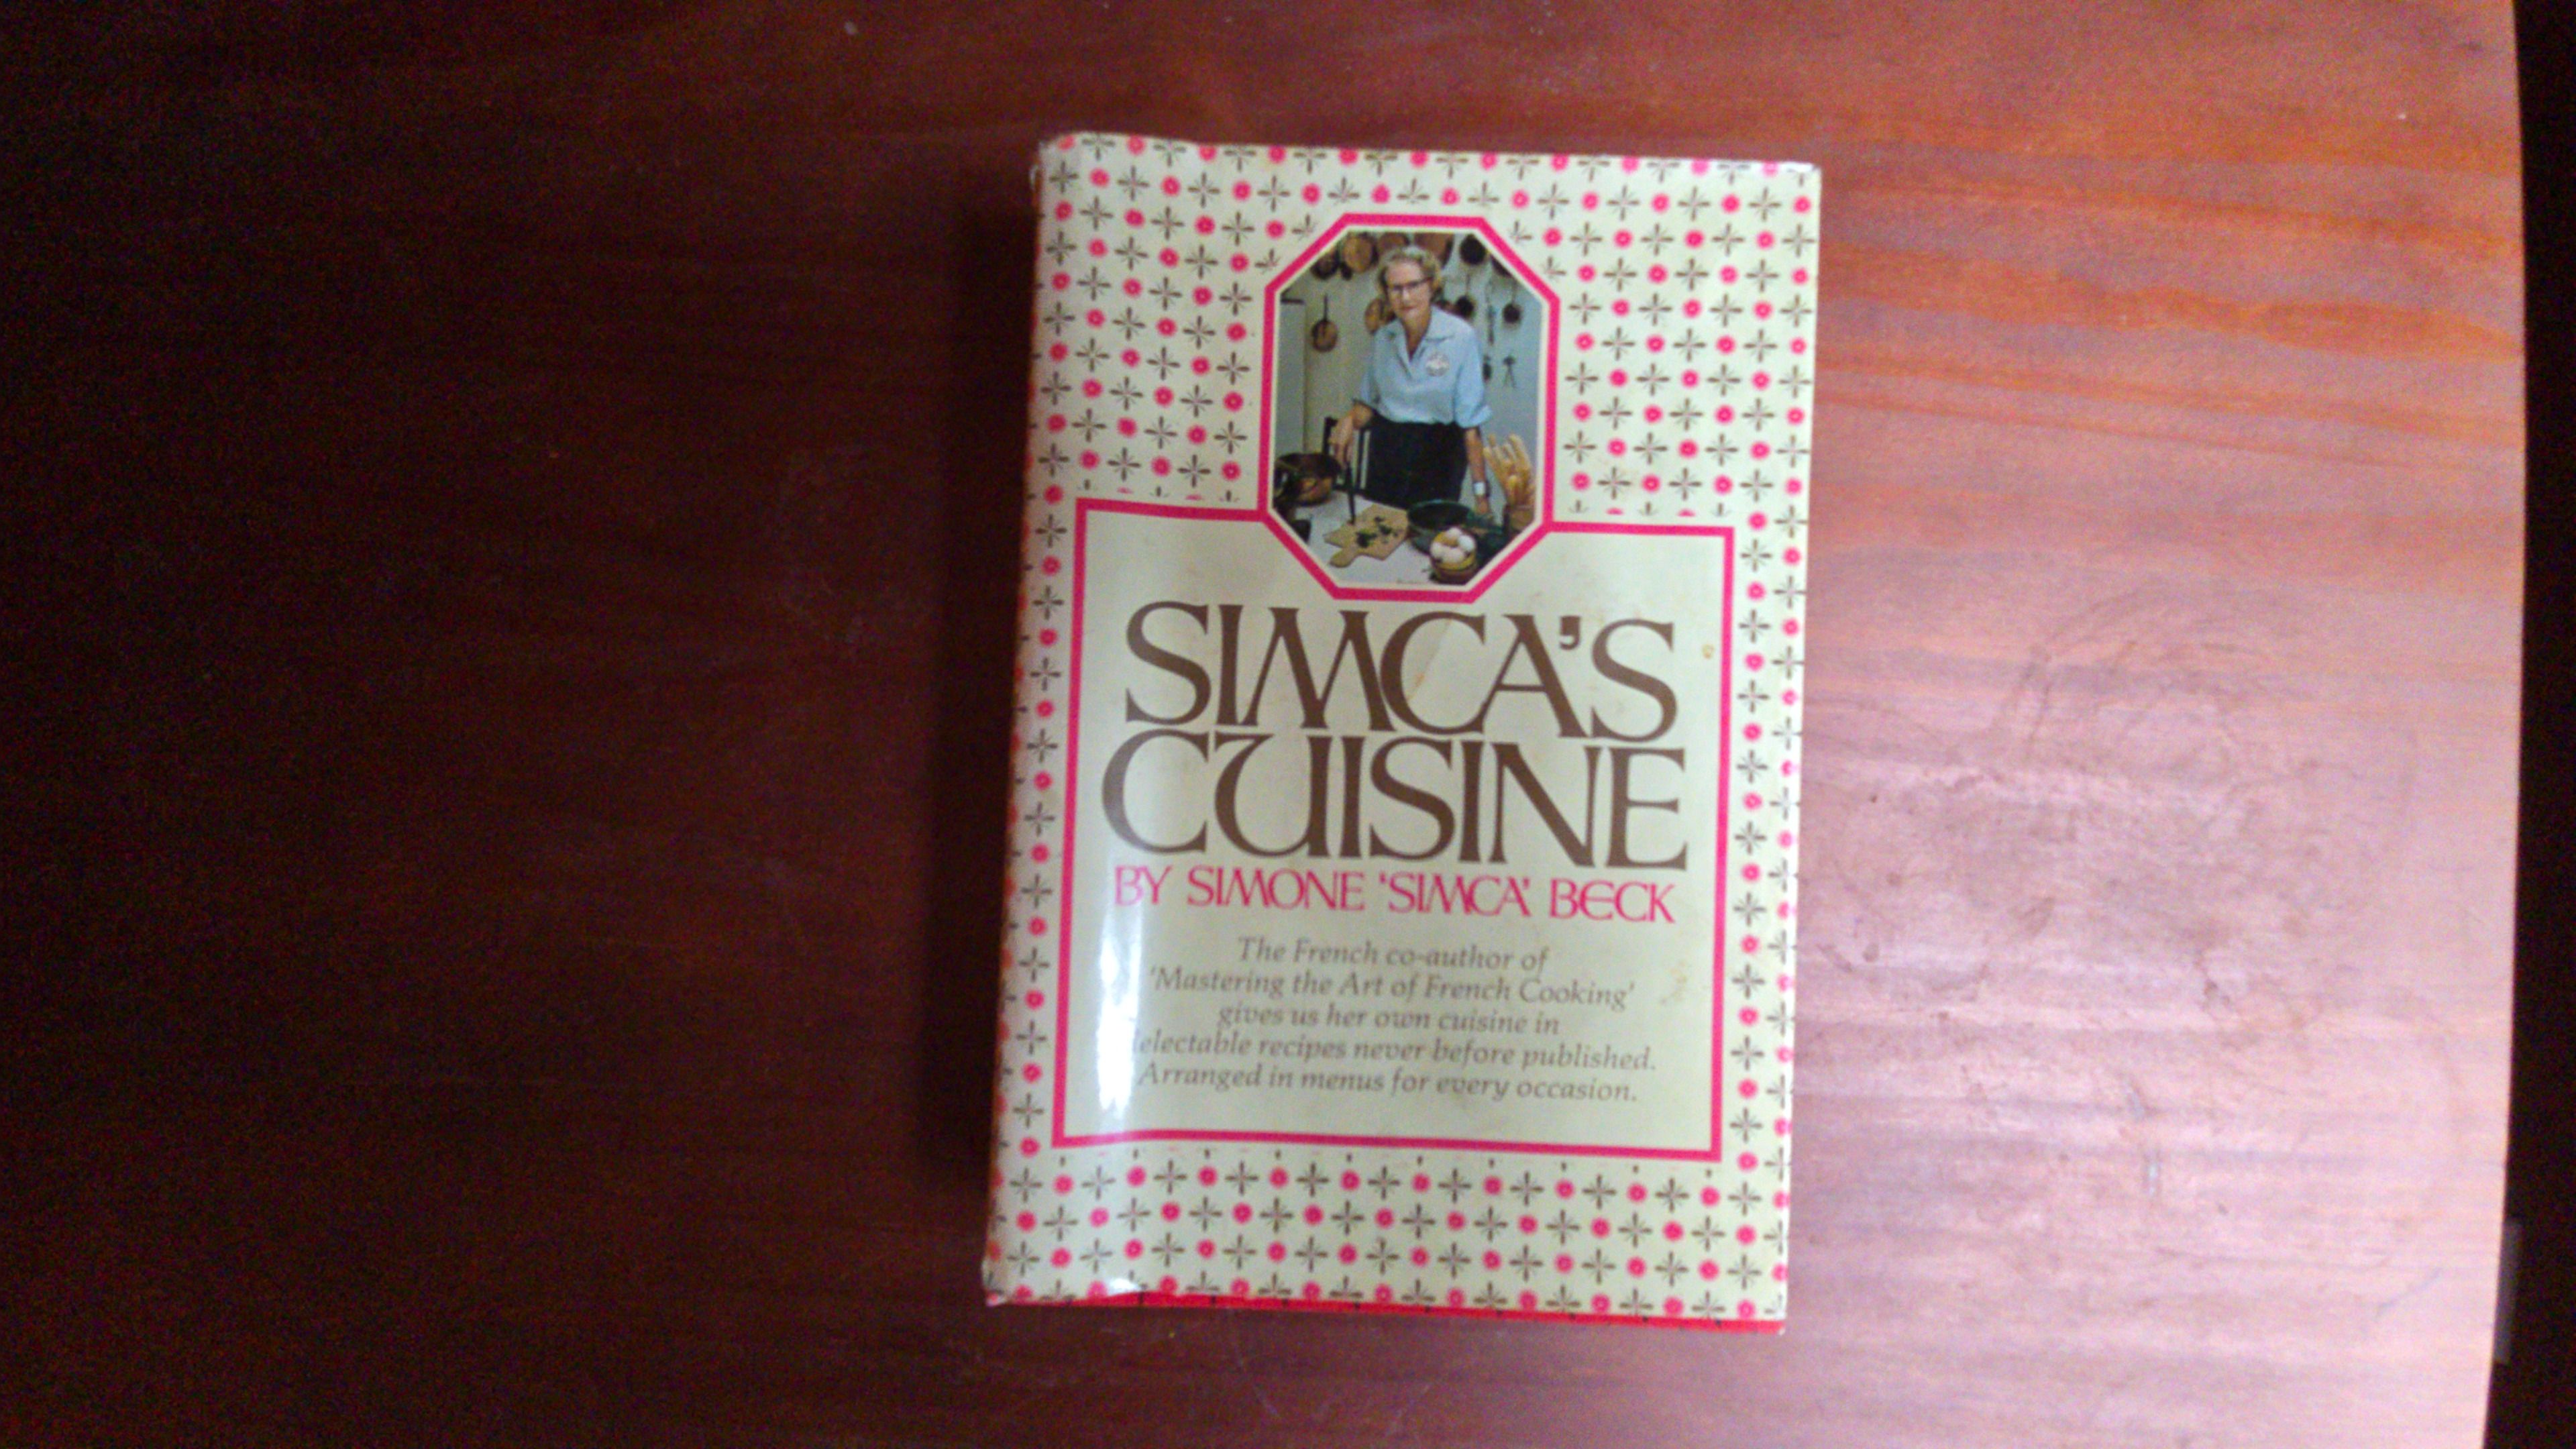 SIMCA'S
CUISINE
BY SIMONE 'SIMCA' BECK
The French co-author of
'Mastering the Art of French Cooking'
gives us her own cuisine in
delectable recipes never before published.
Arranged in menus for every occasion.